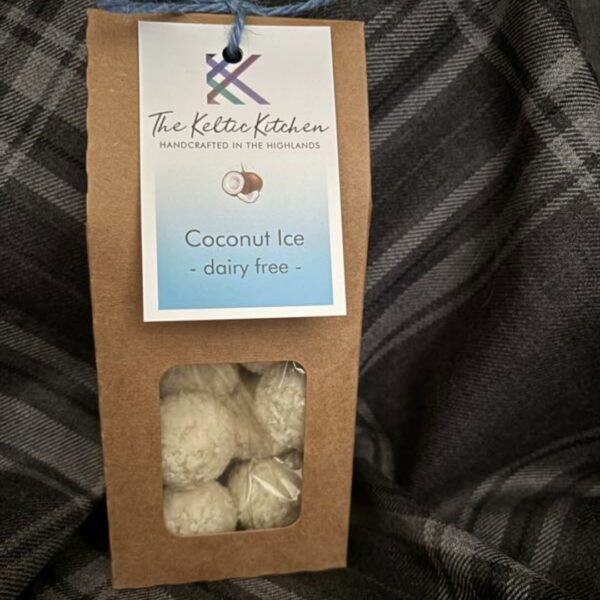 The Keltic Kitchen
HANDCRAFTED IN THE HIGHLANDS
Coconut Ice
- dairy free -